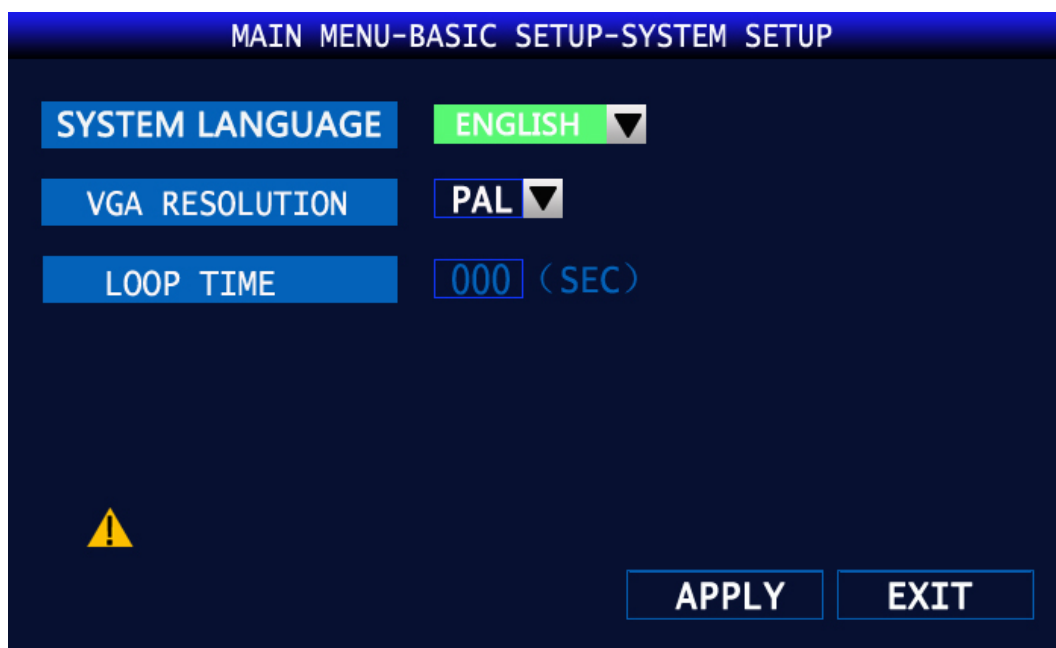 MAIN MENU-BASIC SETUP-SYSTEM SETUP
SYSTEM LANGUAGE ENGLISH
VGA RESOLUTION PAL
LOOP TIME 000 (SEC)
APPLY EXIT